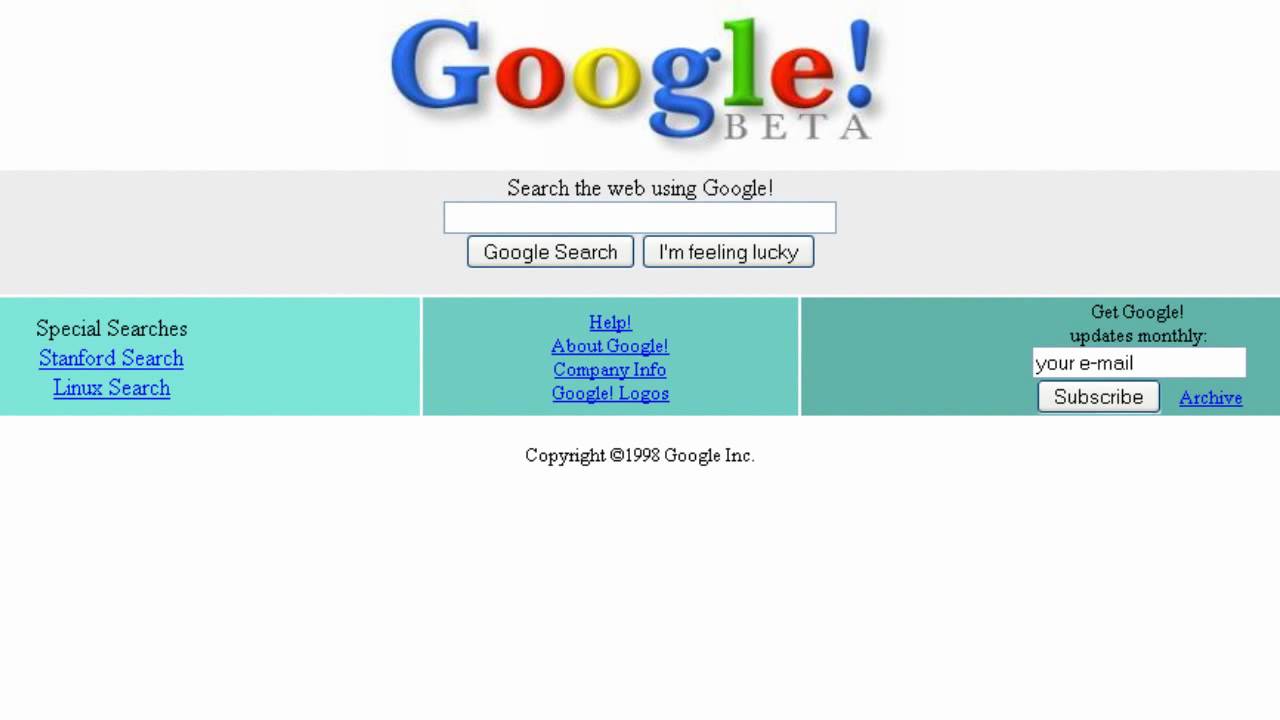 Google!
BETA
Search the web using Google!
Google Search I'm feeling lucky
Special Searches
Stanford Search
Linux Search
Help!
About Google!
Company Info
Google! Logos
Get Google!
updates monthly:
your e-mail
Subscribe Archive
Copyright ©1998 Google Inc.